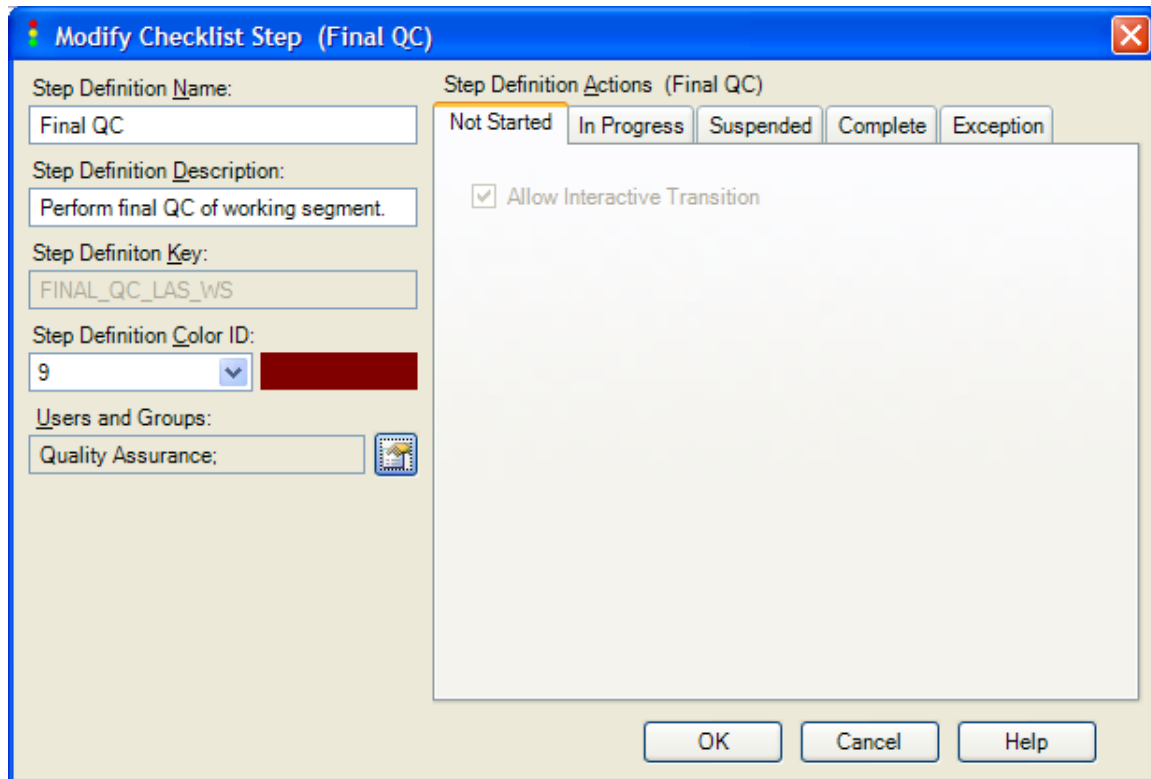 Modify Checklist Step (Final QC)
Step Definition Name:
Final QC
Step Definition Description:
Perform final QC of working segment.
Step Definiton Key:
FINAL_QC_LAS_WS
Step Definition Color ID:
9
Users and Groups:
Quality Assurance;
Step Definition Actions (Final QC)
Not Started In Progress Suspended Complete Exception
Allow Interactive Transition
OK Cancel Help